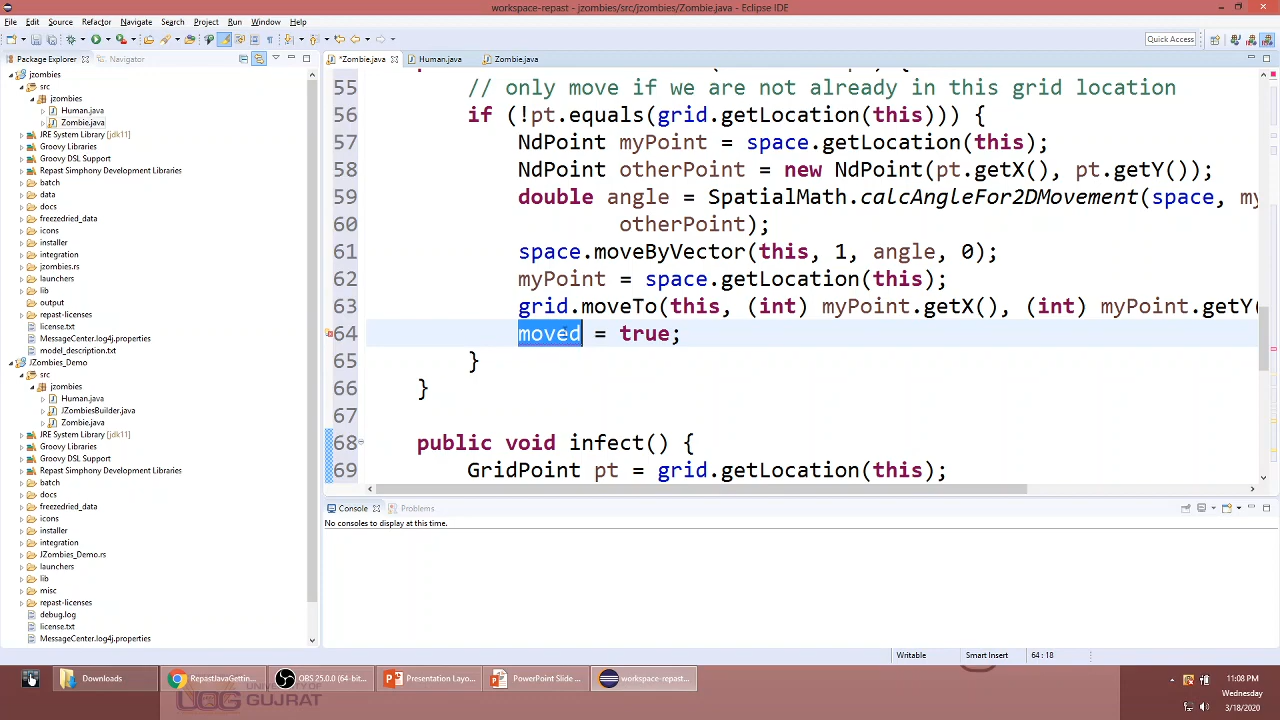 workspace-repast - jzombies/src/jzombies/Zombie.java - Eclipse IDE
File Edit Source Refactor Navigate Search Project Run Window Help
Quick Access
Package Explorer Navigator
*Zombie.java Human.java Zombie.java
jzombies
src
jzombies
Human.java
Zombie.java
JRE System Library [jdk11]
Groovy Libraries
Groovy DSL Support
Repast Simphony Development Libraries
batch
data
docs
freezedried_data
icons
installer
integration
jzombies.rs
launchers
lib
output
repast-licenses
license.txt
MessageCenter.log4j.properties
model_description.txt
JZombies_Demo
src
jzombies
Human.java
JZombiesBuilder.java
Zombie.java
JRE System Library [jdk11]
Groovy Libraries
Groovy DSL Support
Repast Simphony Development Libraries
batch
docs
freezedried_data
icons
installer
integration
JZombies_Demo.rs
launchers
lib
misc
repast-licenses
debug.log
license.txt
MessageCenter.log4j.properties
55 // only move if we are not already in this grid location
56 if (!pt.equals(grid.getLocation(this))) {
57 NdPoint myPoint = space.getLocation(this);
58 NdPoint otherPoint = new NdPoint(pt.getX(), pt.getY());
59 double angle = SpatialMath.calcAngleFor2DMovement(space, my
60 otherPoint);
61 space.moveByVector(this, 1, angle, 0);
62 myPoint = space.getLocation(this);
63 grid.moveTo(this, (int) myPoint.getX(), (int) myPoint.getY(
64 moved = true;
65 }
66 }
67
68 public void infect() {
69 GridPoint pt = grid.getLocation(this);
Console Problems
No consoles to display at this time.
Writable Smart Insert 64 : 18
Downloads RepastJavaGettin... OBS 25.0.0 (64-bit... Presentation Layo... PowerPoint Slide ... workspace-repast...
11:08 PM
Wednesday
3/18/2020
UNIVERSITY OF
GUJRAT